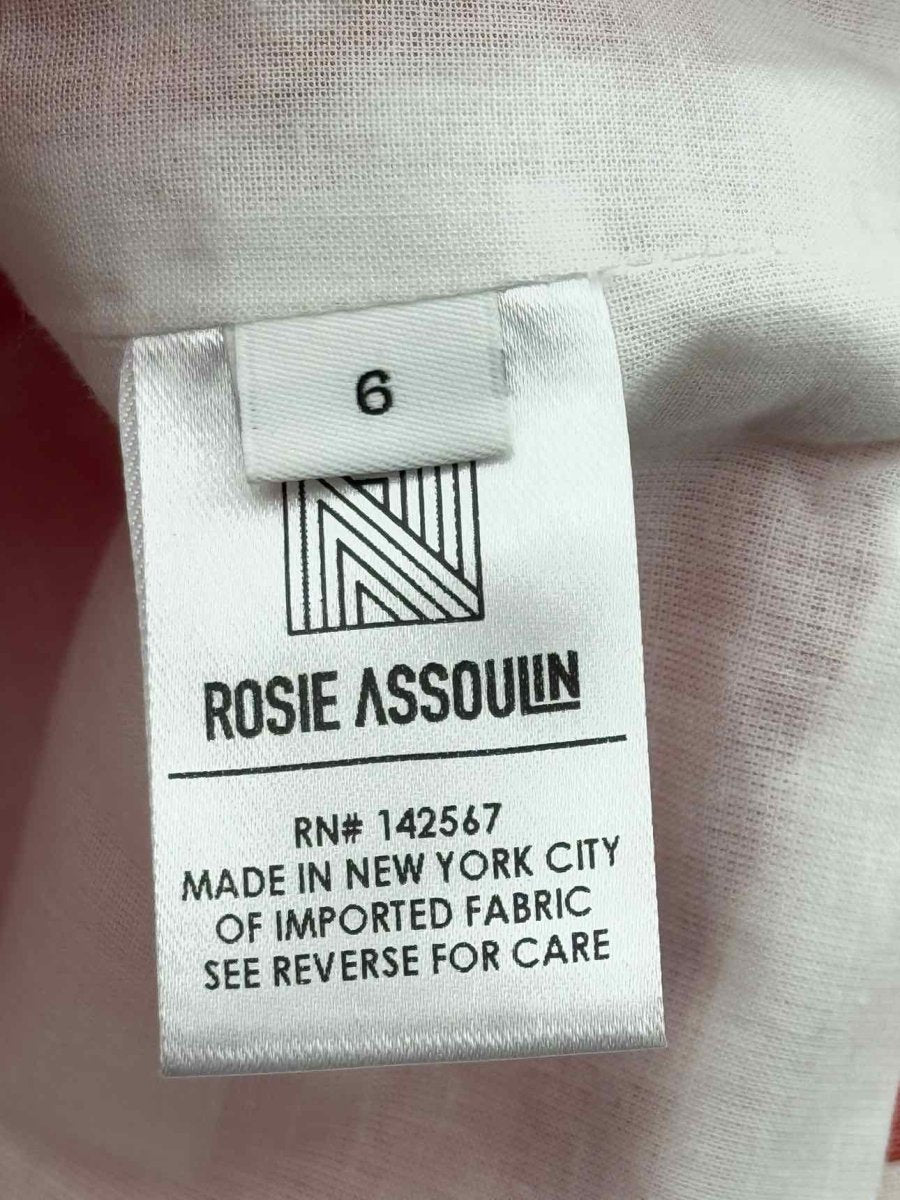 6
ROSIE ASSOULIN
RN# 142567
MADE IN NEW YORK CITY
OF IMPORTED FABRIC
SEE REVERSE FOR CARE